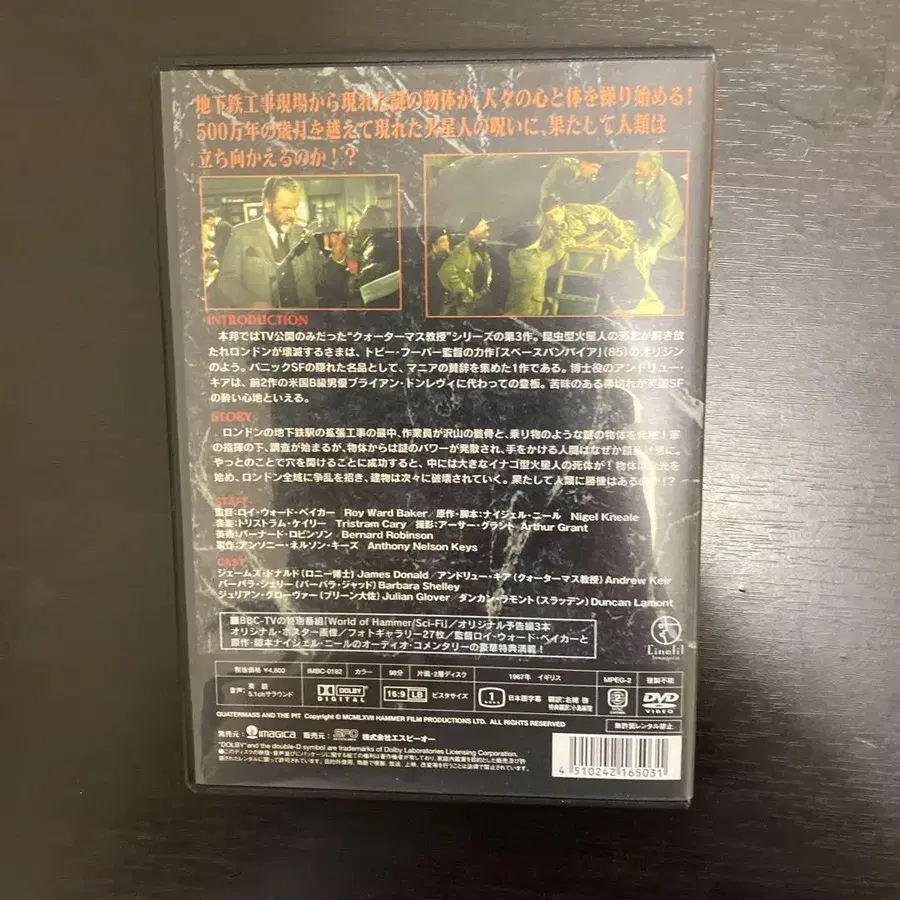 地下鉄工事現場から現れた謎の物体が、人々の心と体を操り始める!
500万年の歳月を越えて現れた火星人の呪いに、果たして人類は
立ち向かえるのか!?
INTRODUCTION
本邦ではTV公開のみだった“クォーターマス教授”シリーズの第3作。昆虫型火星人の邪念が解き放
たれロンドンが壊滅するさまは、トビー・フーパー監督の力作「スペースバンパイア」(85)のオリジン
のよう。パニックSFの隠れた名品として、マニアの賛辞を集めた1作である。博士役のアンドリュー・
キアは、前2作の米国B級男優ブライアン・ドンレヴィに代わっての登板。苦味のある
の酔い心地といえる。
STORY
ロンドンの地下鉄駅の拡張工事の最中、作業員が沢山の骸骨と、乗り物のような謎の物体を発見!軍
の指揮の下、調査が始まるが、物体からは謎のパワーが発散され、手をかける人間はなぜか
やっとのことで穴を開けることに成功すると、中には大きなイナゴ型火星人の死体が!物体は
を始め、ロンドン全域に争乱を招き、建物は次々に破壊されていく。果たして人類に勝機はあるのか!?
STAFF
監督:ロイ・ウォード・ベイカー Roy Ward Baker/原作・脚本:ナイジェル・ニール Nigel Kneale
音楽:トリストラム・ケイリー Tristram Cary 撮影:アーサー・グラント Arthur Grant
美術:バーナード・ロビンソン Bernard Robinson
製作:アンソニー・ネルソン・キーズ Anthony Nelson Keys
CAST
ジェームズ・ドナルド(ロニー博士)James Donald/アンドリュー・キア(クォーターマス教授)Andrew Keir
バーバラ・シェリー(バーバラ・ジャッド)Barbara Shelley
ジュリアン・グローヴァー(ブリーン大佐)Julian Glover/ダンカン・ラモント(スラッデン)Duncan Lamont
■BBC-TVの特別番組「World of Hammer/Sci-Fi」/オリジナル予告編3本
オリジナル・ポスター画像/フォトギャラリー27枚/監督ロイ・ウォード・ベイカーと
原作・脚本ナイジェル・ニールのオーディオ・コメンタリーの豪華特典満載!
Cinefil
Imagica
税抜価格 ¥4,800 IMBC-0182 カラー 98分 片面・2層ディスク 1967年 イギリス MPEG-2 複製不能
音声: 英語 5.1chサラウンド DOLBY DIGITAL 16:9 LB ビスタサイズ 1 日本語字幕 2 DVD VIDEO
QUATERMASS AND THE PIT Copyright © MCMLXVII HAMMER FILM PRODUCTIONS LTD. ALL RIGHTS RESERVED
無許諾レンタル禁止
発売元: IMAGICA 販売元: SPO 株式会社エスピーオー
"DOLBY"and the double-D symbol are trademarks of Dolby Laboratories Licensing Corporation.
4 510242 165031